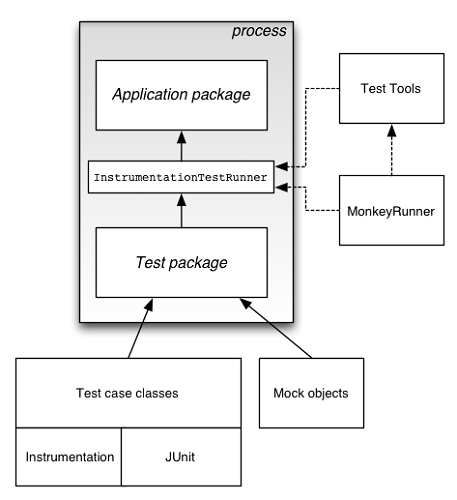 process
Application package
Test Tools
InstrumentationTestRunner
MonkeyRunner
Test package
Test case classes
Mock objects
Instrumentation
JUnit